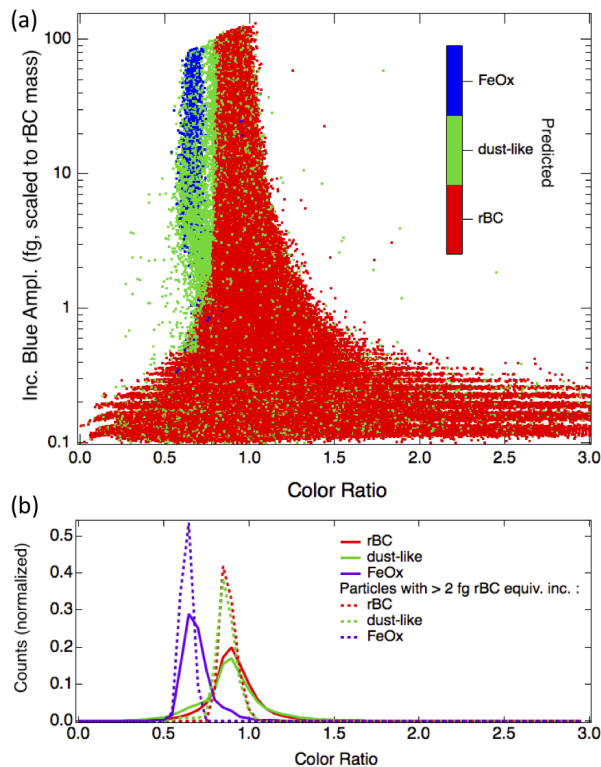 (a)
Inc. Blue Ampl. (fg, scaled to rBC mass)
100
10
1
0.1
FeOx
dust-like
rBC
Predicted
0.0 0.5 1.0 1.5 2.0 2.5 3.0
Color Ratio
(b)
Counts (normalized)
0.5
0.4
0.3
0.2
0.1
0.0
rBC
dust-like
FeOx
Particles with > 2 fg rBC equiv. inc. :
rBC
dust-like
FeOx
0.0 0.5 1.0 1.5 2.0 2.5 3.0
Color Ratio